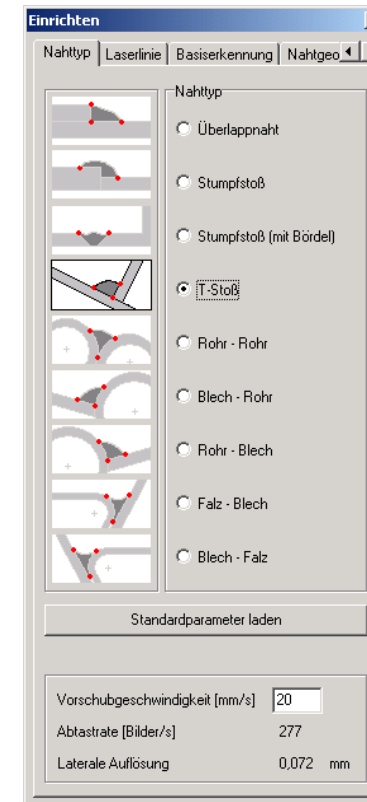 Einrichten
Nahttyp Laserlinie Basiserkennung Nahtgeo
Nahttyp
Überlappnaht
Stumpfstoß
Stumpfstoß (mit Bördel)
T-Stoß
Rohr - Rohr
Blech - Rohr
Rohr - Blech
Falz - Blech
Blech - Falz
Standardparameter laden
Vorschubgeschwindigkeit [mm/s] 20
Abtastrate [Bilder/s] 277
Laterale Auflösung 0,072 mm